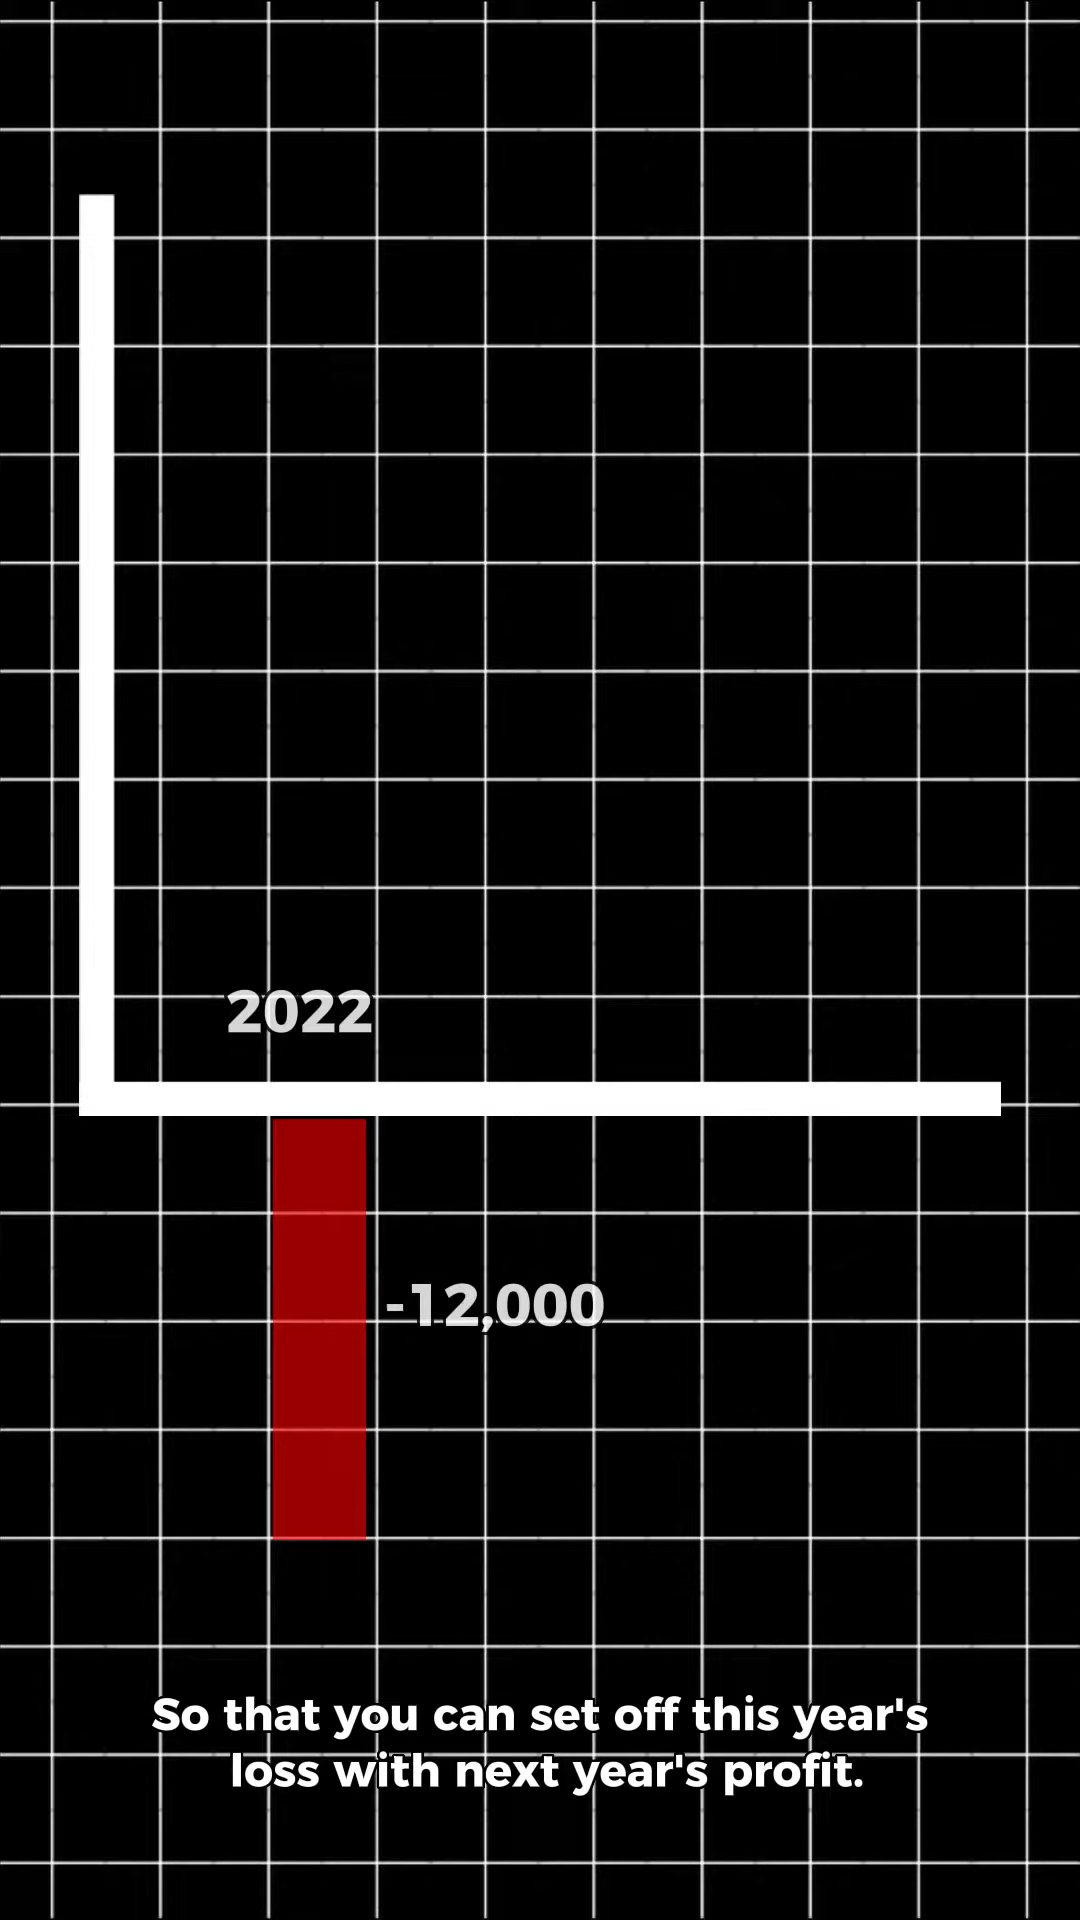 2022
-12,000
So that you can set off this year's
loss with next year's profit.